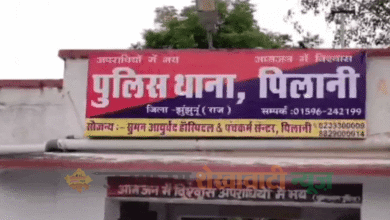 अपराधियों में भय आमजन में विश्वास
पुलिस थाना, पिलानी
जिला - झुंझुनूं (राज) सम्पर्क : 01596-242199
सौजन्य :- सुमन आयुर्वेद हॉस्पिटल & पंचकर्म सेन्टर, पिलानी
शेखावाटी न्यूज
आमजन में विश्वास अपराधियों में भय